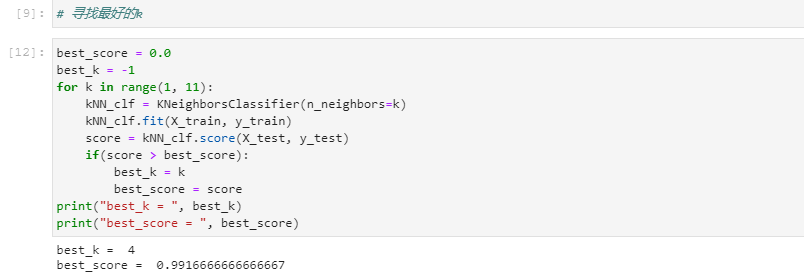 [9]: # 寻找最好的k
[12]: best_score = 0.0
best_k = -1
for k in range(1, 11):
    kNN_clf = KNeighborsClassifier(n_neighbors=k)
    kNN_clf.fit(X_train, y_train)
    score = kNN_clf.score(X_test, y_test)
    if(score > best_score):
        best_k = k
        best_score = score
print("best_k = ", best_k)
print("best_score = ", best_score)
best_k =  4
best_score =  0.9916666666666667